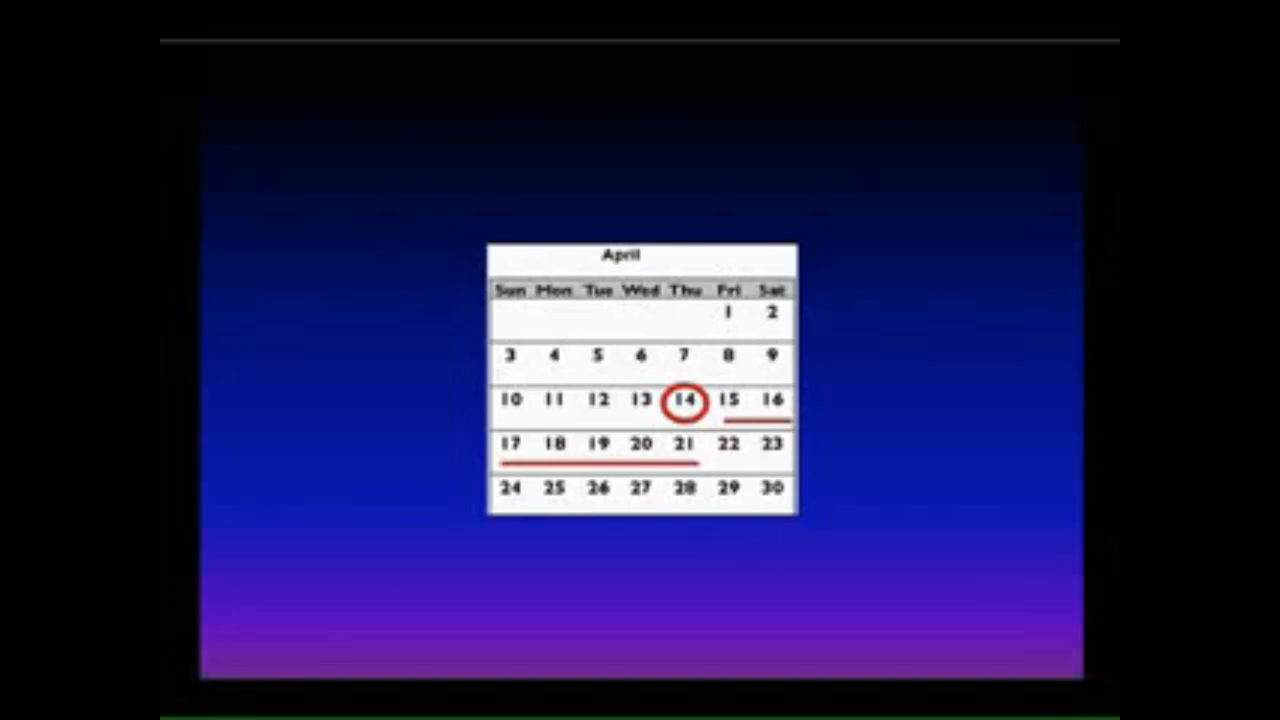 April
Sun Mon Tue Wed Thu Fri Sat
1 2
3 4 5 6 7 8 9
10 11 12 13 14 15 16
17 18 19 20 21 22 23
24 25 26 27 28 29 30